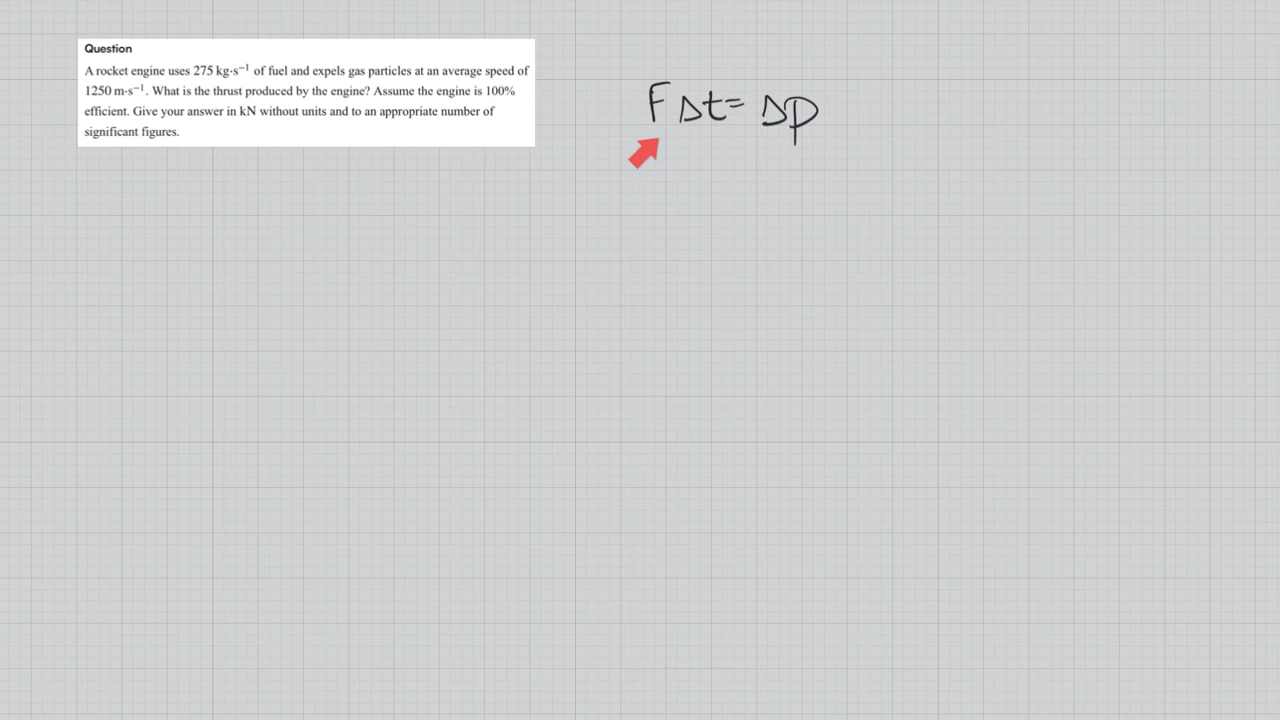 Question
A rocket engine uses 275 kg·s⁻¹ of fuel and expels gas particles at an average speed of
1250 m·s⁻¹. What is the thrust produced by the engine? Assume the engine is 100%
efficient. Give your answer in kN without units and to an appropriate number of
significant figures.
F Δt = Δp